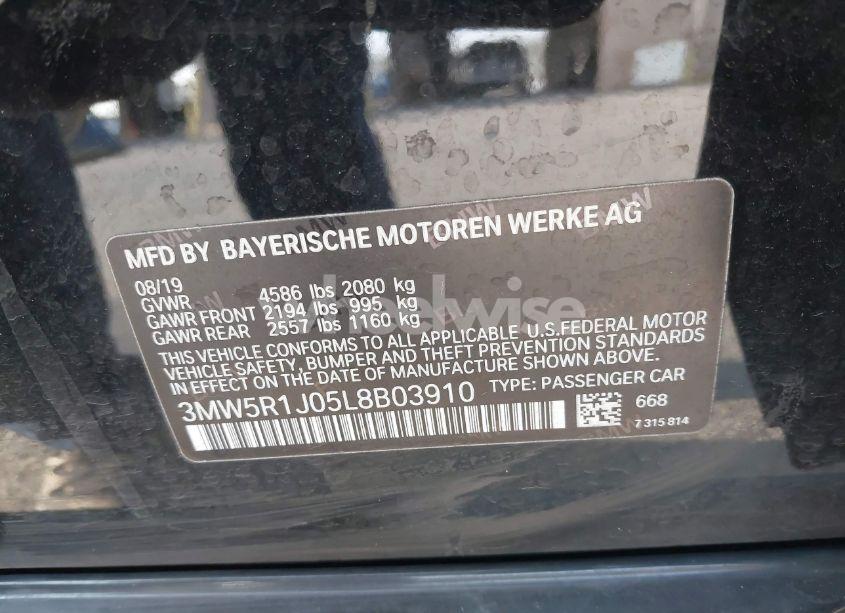 MFD BY BAYERISCHE MOTOREN WERKE AG
08/19
GVWR 4586 lbs 2080 kg
GAWR FRONT 2194 lbs 995 kg
GAWR REAR 2557 lbs 1160 kg
THIS VEHICLE CONFORMS TO ALL APPLICABLE U.S.FEDERAL MOTOR
VEHICLE SAFETY, BUMPER AND THEFT PREVENTION STANDARDS
IN EFFECT ON THE DATE OF MANUFACTURE SHOWN ABOVE.
3MW5R1J05L8B03910 TYPE: PASSENGER CAR
668
7 315 814
wheelwise